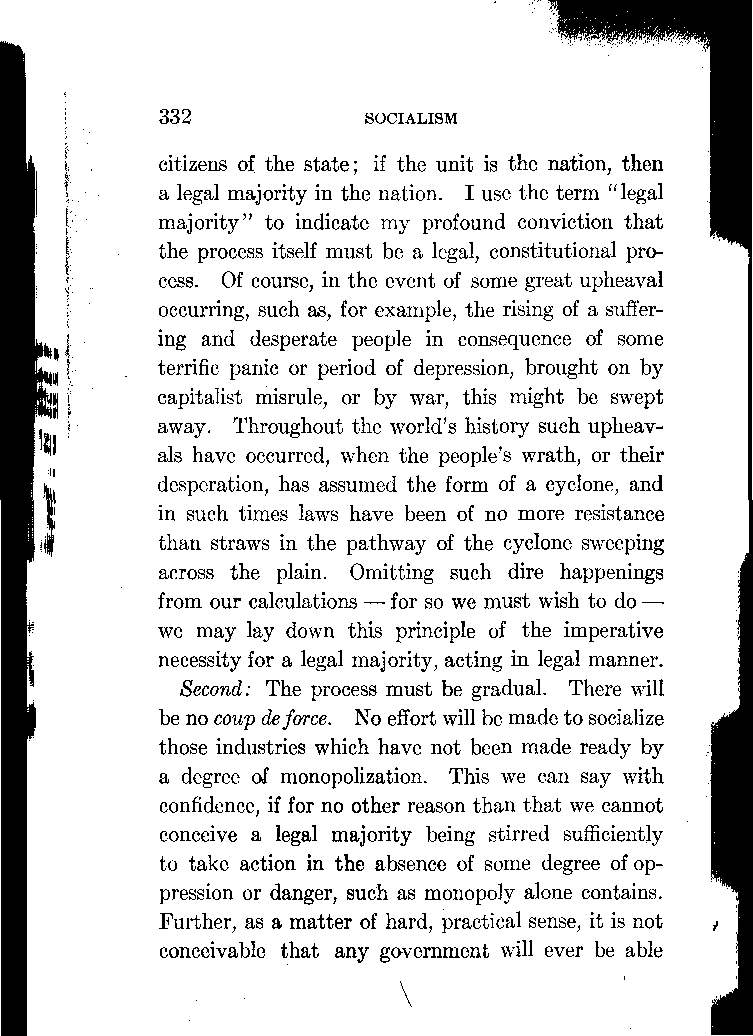 332 SOCIALISM
citizens of the state; if the unit is the nation, then
a legal majority in the nation. I use the term "legal
majority" to indicate my profound conviction that
the process itself must be a legal, constitutional pro-
cess. Of course, in the event of some great upheaval
occurring, such as, for example, the rising of a suffer-
ing and desperate people in consequence of some
terrific panic or period of depression, brought on by
capitalist misrule, or by war, this might be swept
away. Throughout the world's history such upheav-
als have occurred, when the people's wrath, or their
desperation, has assumed the form of a cyclone, and
in such times laws have been of no more resistance
than straws in the pathway of the cyclone sweeping
across the plain. Omitting such dire happenings
from our calculations — for so we must wish to do —
we may lay down this principle of the imperative
necessity for a legal majority, acting in legal manner.
Second: The process must be gradual. There will
be no coup de force. No effort will be made to socialize
those industries which have not been made ready by
a degree of monopolization. This we can say with
confidence, if for no other reason than that we cannot
conceive a legal majority being stirred sufficiently
to take action in the absence of some degree of op-
pression or danger, such as monopoly alone contains.
Further, as a matter of hard, practical sense, it is not
conceivable that any government will ever be able